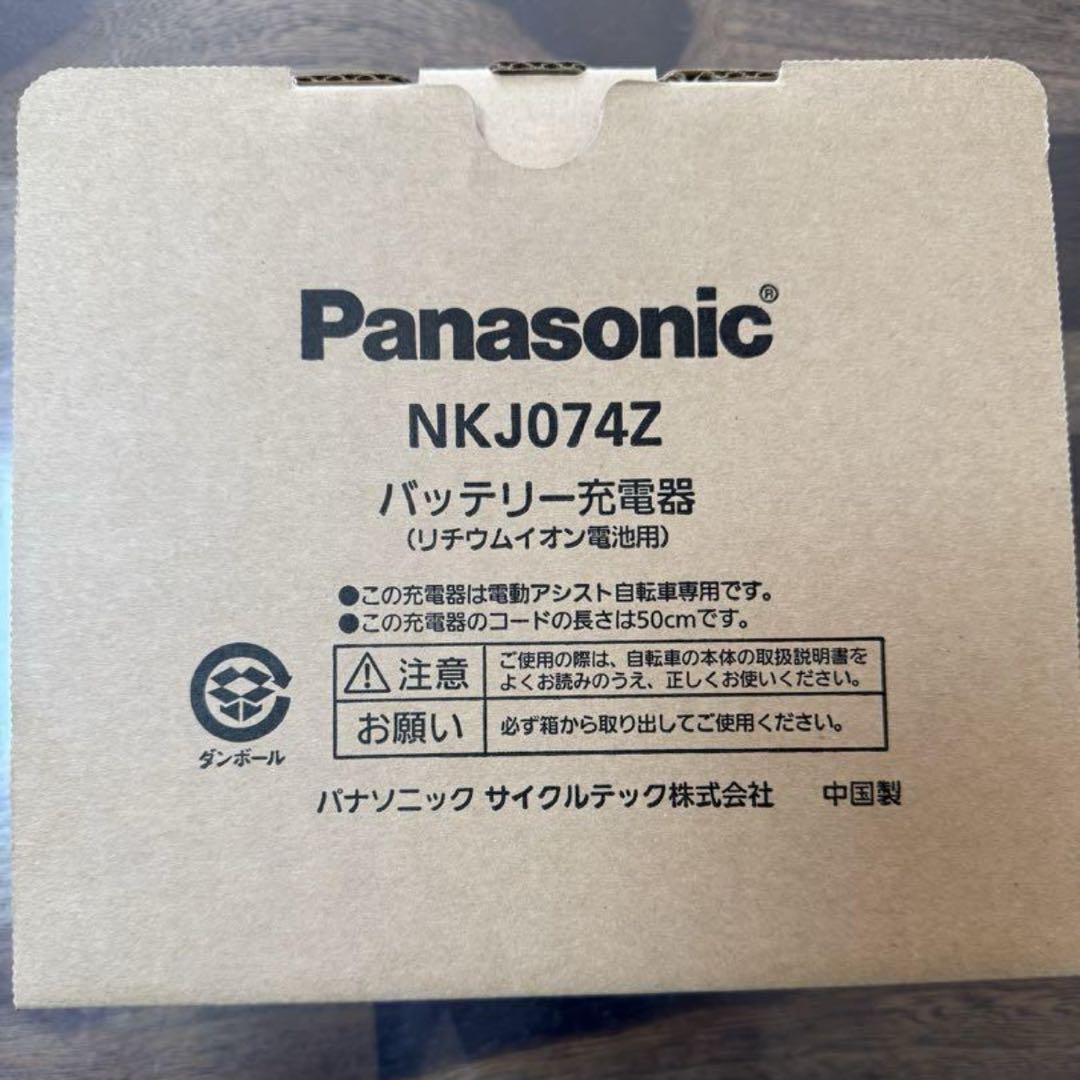 Panasonic®
NKJ074Z
バッテリー充電器
(リチウムイオン電池用)
●この充電器は電動アシスト自転車専用です。
●この充電器のコードの長さは50cmです。
⚠注意
ご使用の際は、自転車の本体の取扱説明書を
よくお読みのうえ、正しくお使いください。
お願い
必ず箱から取り出してご使用ください。
ダンボール
パナソニック サイクルテック株式会社 中国製